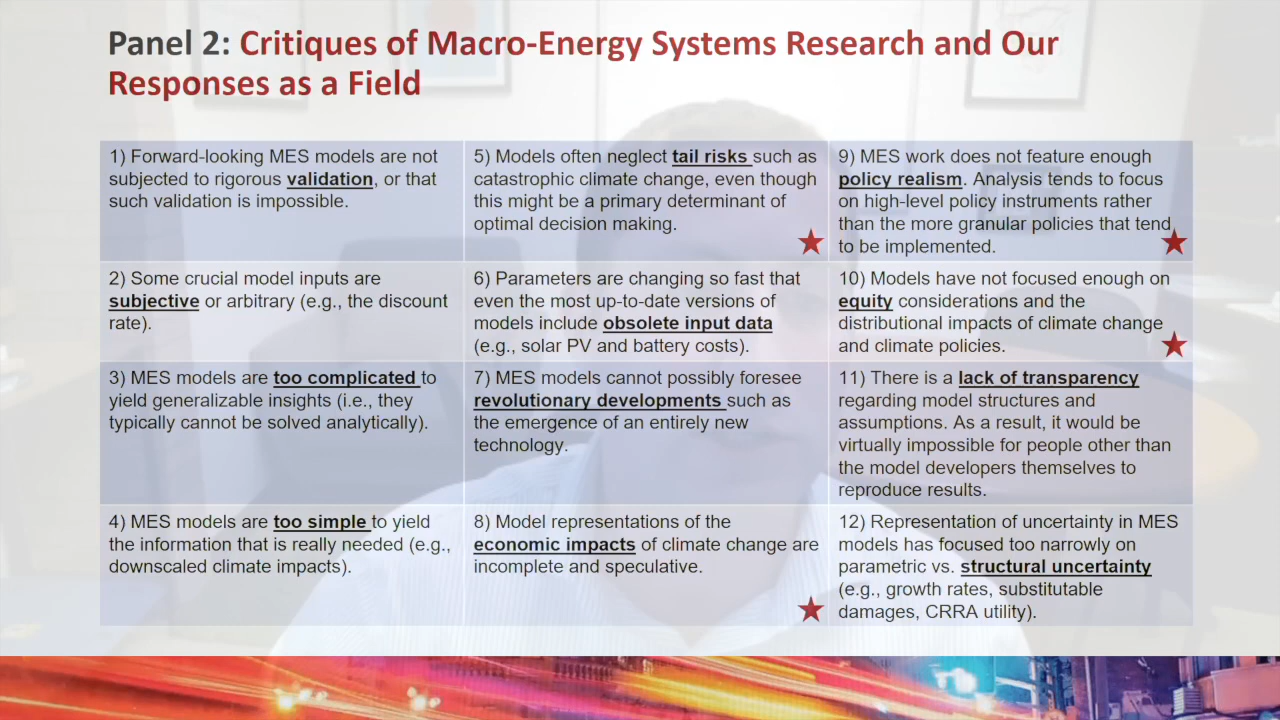 Panel 2: Critiques of Macro-Energy Systems Research and Our
Responses as a Field
1) Forward-looking MES models are not
subjected to rigorous validation, or that
such validation is impossible.
2) Some crucial model inputs are
subjective or arbitrary (e.g., the discount
rate).
3) MES models are too complicated to
yield generalizable insights (i.e., they
typically cannot be solved analytically).
4) MES models are too simple to yield
the information that is really needed (e.g.,
downscaled climate impacts).
5) Models often neglect tail risks such as
catastrophic climate change, even though
this might be a primary determinant of
optimal decision making.
6) Parameters are changing so fast that
even the most up-to-date versions of
models include obsolete input data
(e.g., solar PV and battery costs).
7) MES models cannot possibly foresee
revolutionary developments such as
the emergence of an entirely new
technology.
8) Model representations of the
economic impacts of climate change are
incomplete and speculative.
9) MES work does not feature enough
policy realism. Analysis tends to focus
on high-level policy instruments rather
than the more granular policies that tend
to be implemented.
10) Models have not focused enough on
equity considerations and the
distributional impacts of climate change
and climate policies.
11) There is a lack of transparency
regarding model structures and
assumptions. As a result, it would be
virtually impossible for people other than
the model developers themselves to
reproduce results.
12) Representation of uncertainty in MES
models has focused too narrowly on
parametric vs. structural uncertainty
(e.g., growth rates, substitutable
damages, CRRA utility).